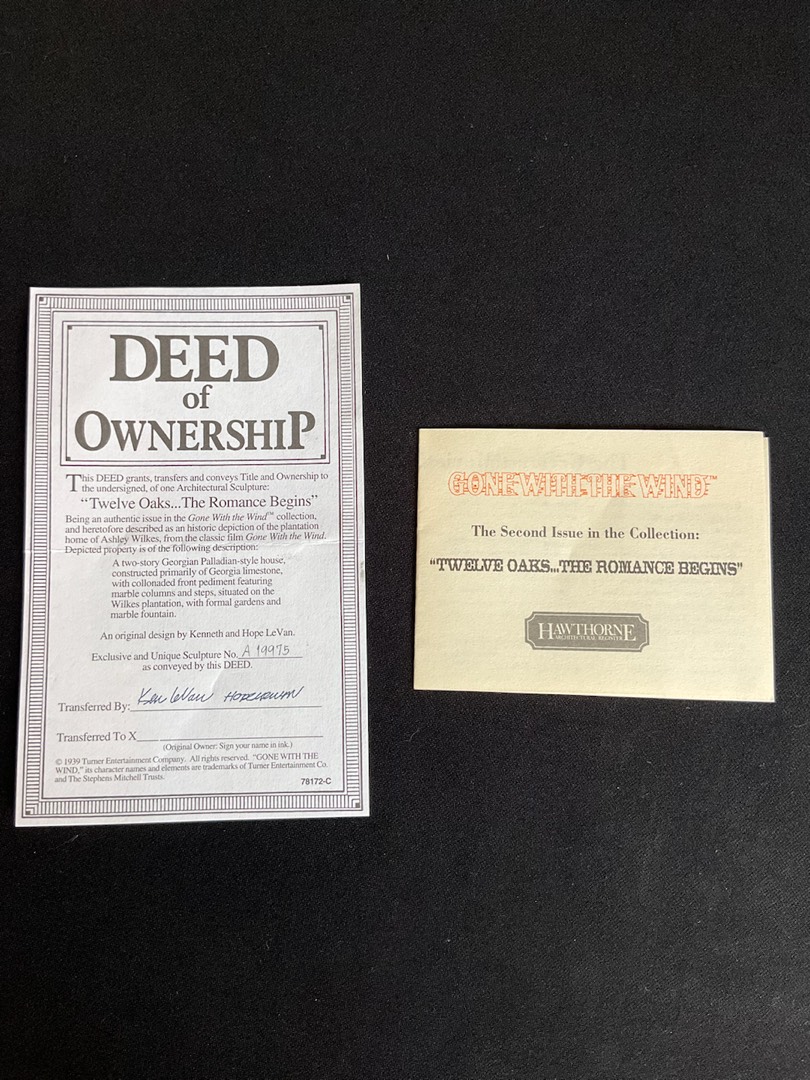 DEED
of
OWNERSHIP
This DEED grants, transfers and conveys Title and Ownership to
the undersigned, of one Architectural Sculpture:
"Twelve Oaks...The Romance Begins"
Being an authentic issue in the Gone With the Wind™ collection,
and heretofore described as an historic depiction of the plantation
home of Ashley Wilkes, from the classic film Gone With the Wind.
Depicted property is of the following description:
A two-story Georgian Palladian-style house,
constructed primarily of Georgia limestone,
with collonaded front pediment featuring
marble columns and steps, situated on the
Wilkes plantation, with formal gardens and
marble fountain.
An original design by Kenneth and Hope LeVan.
Exclusive and Unique Sculpture No. A 19975
as conveyed by this DEED.
Transferred By: Ken LeVan HOPE LEVAN
Transferred To X
(Original Owner: Sign your name in ink.)
© 1939 Turner Entertainment Company. All rights reserved. "GONE WITH THE
WIND," its character names and elements are trademarks of Turner Entertainment Co.
and The Stephens Mitchell Trusts.
78172-C
GONE WITH THE WIND™
The Second Issue in the Collection:
"TWELVE OAKS...THE ROMANCE BEGINS"
HAWTHORNE
ARCHITECTURAL REGISTER